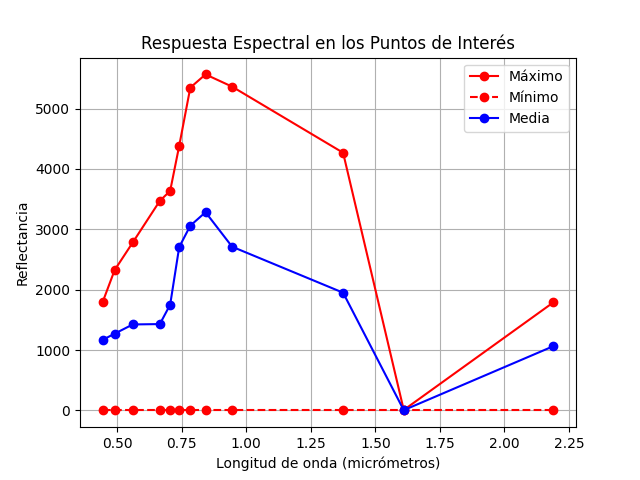 Respuesta Espectral en los Puntos de Interés
Máximo
Mínimo
Media
Reflectancia
5000
4000
3000
2000
1000
0
0.50 0.75 1.00 1.25 1.50 1.75 2.00 2.25
Longitud de onda (micrómetros)